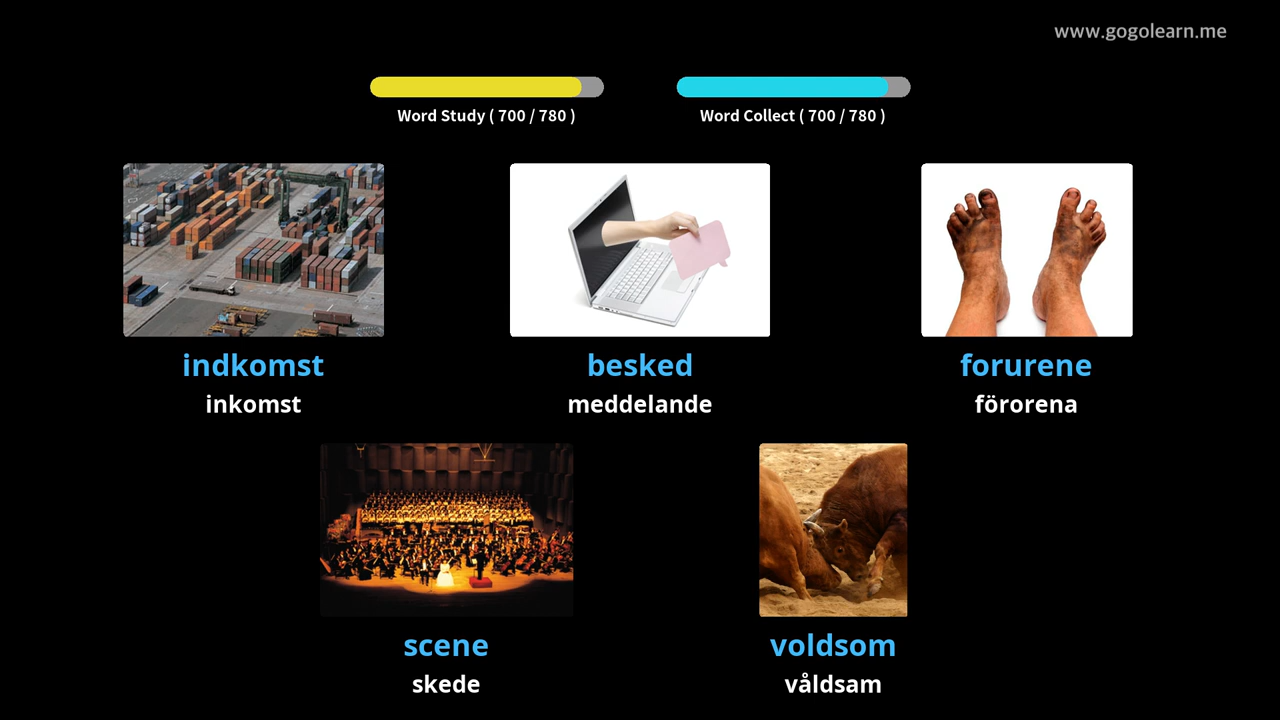 www.gogolearn.me
Word Study ( 700 / 780 )
Word Collect ( 700 / 780 )
indkomst
inkomst
besked
meddelande
forurene
förorena
scene
skede
voldsom
våldsam